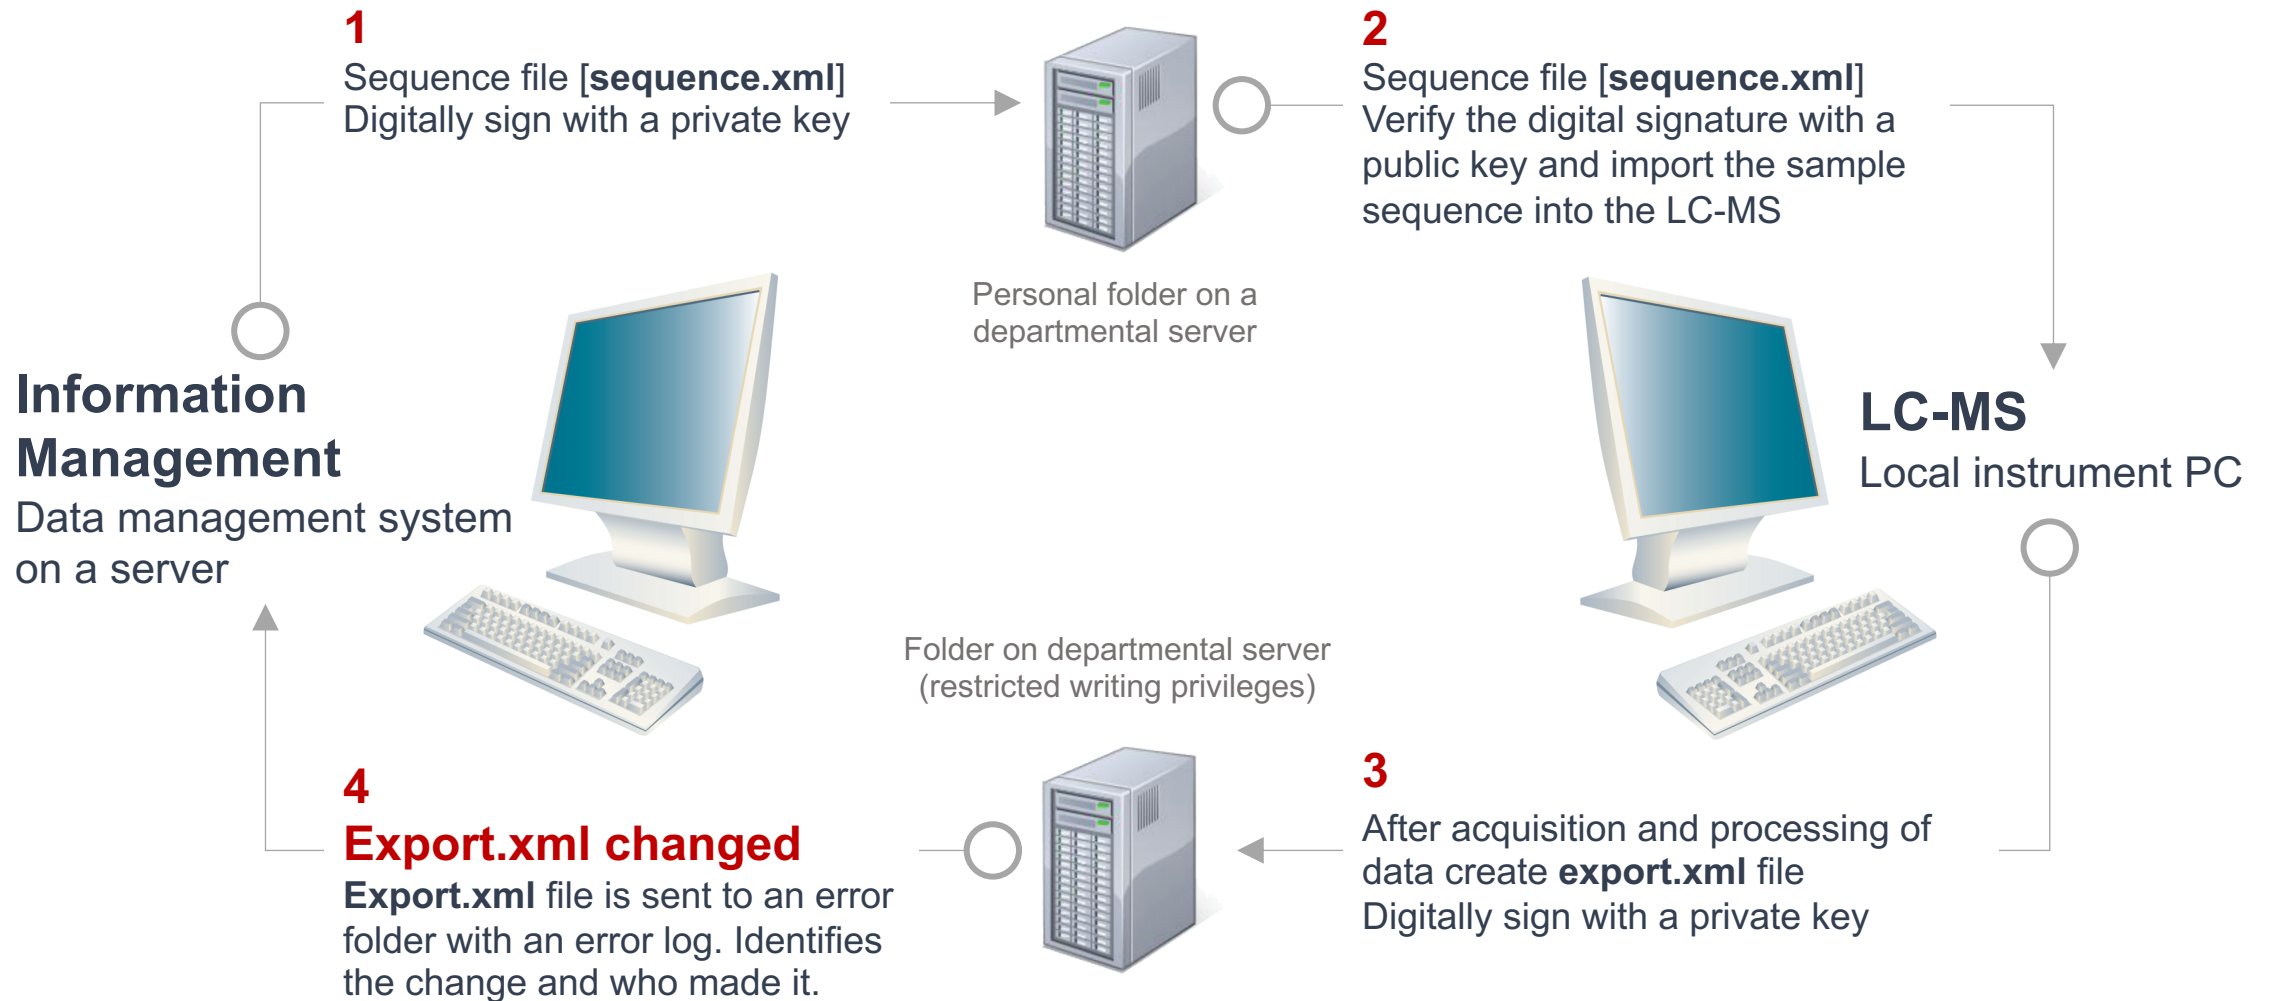 1
Sequence file [sequence.xml]
Digitally sign with a private key
2
Sequence file [sequence.xml]
Verify the digital signature with a
public key and import the sample
sequence into the LC-MS
Personal folder on a
departmental server
Information
Management
Data management system
on a server
LC-MS
Local instrument PC
Folder on departmental server
(restricted writing privileges)
3
After acquisition and processing of
data create export.xml file
Digitally sign with a private key
4
Export.xml changed
Export.xml file is sent to an error
folder with an error log. Identifies
the change and who made it.